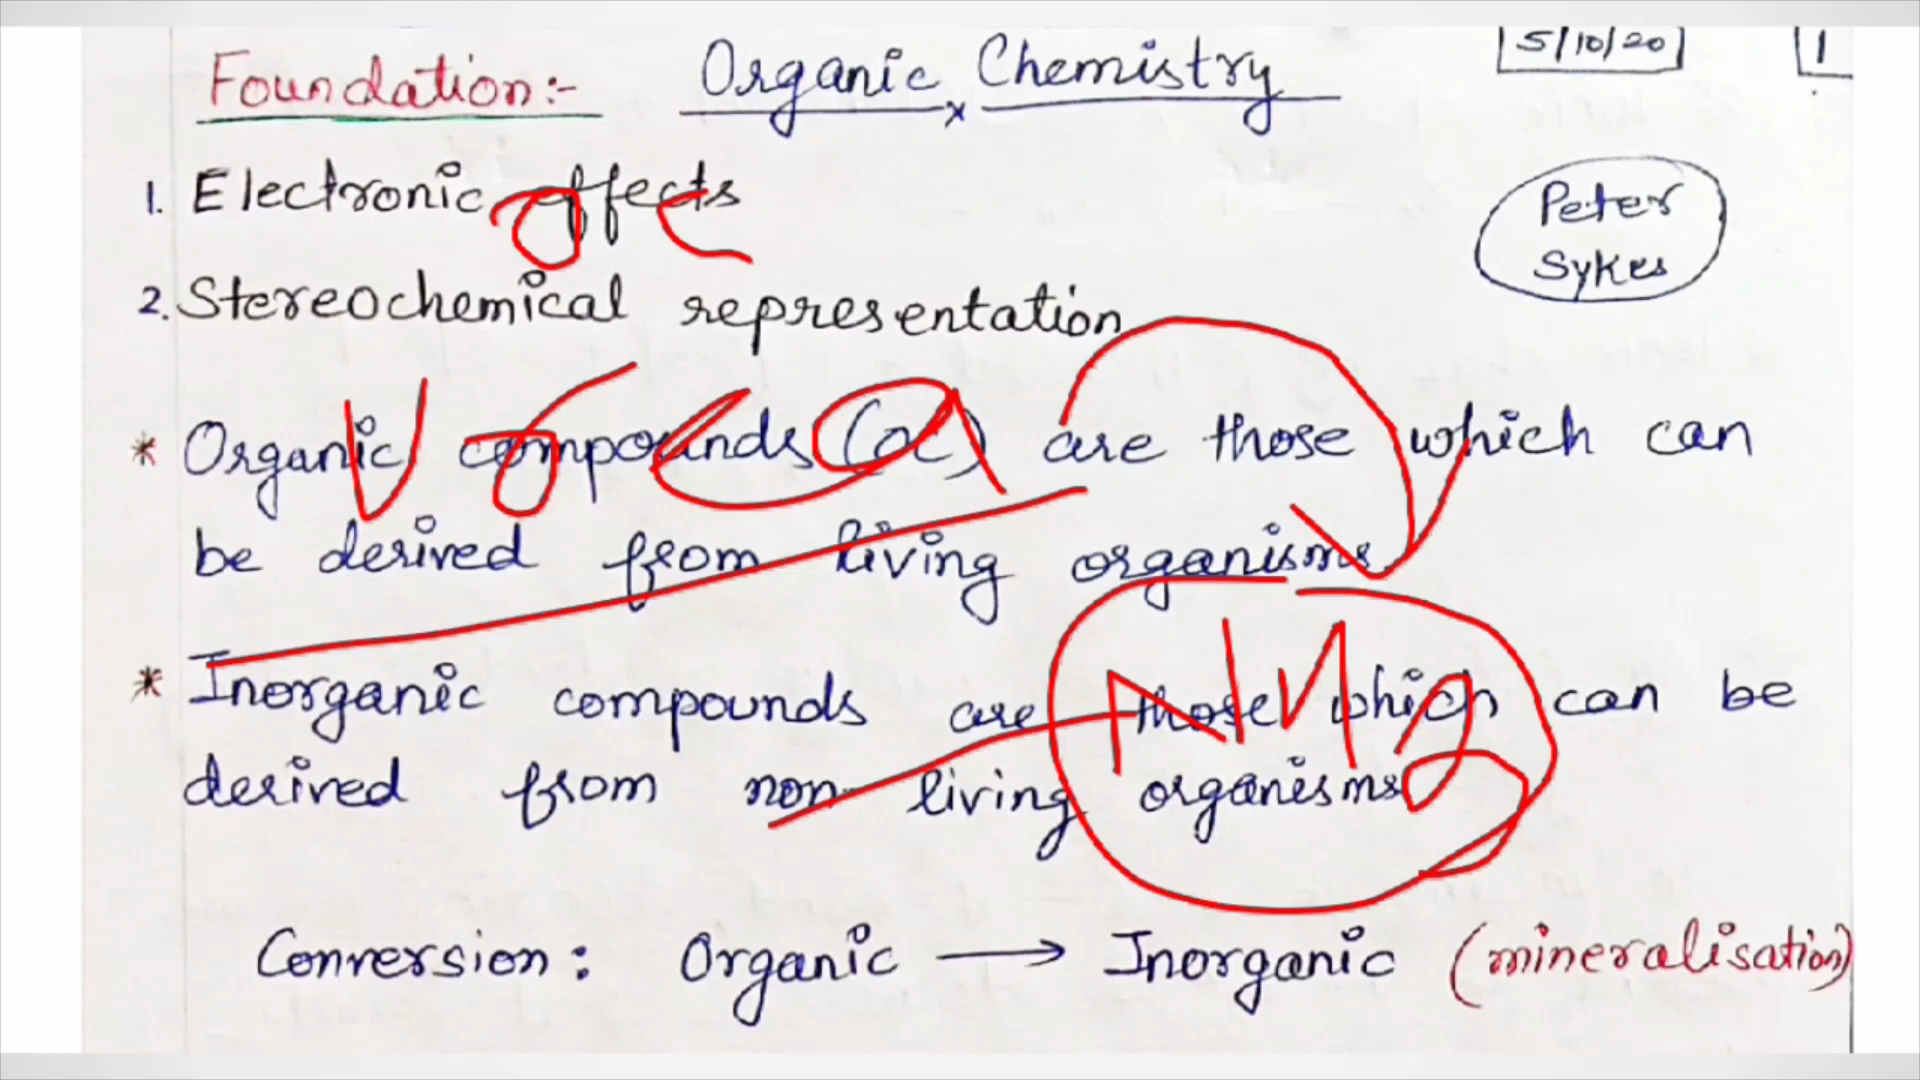 5/10/20 1
Foundation:- Organic Chemistry
1. Electronic effects
Peter
Sykes
2. Stereochemical representation
* Organic compounds (OC) are those which can
be derived from living organisms
* Inorganic compounds are those which can be
derived from non living organisms
NH2
Conversion: Organic → Inorganic (mineralisation)